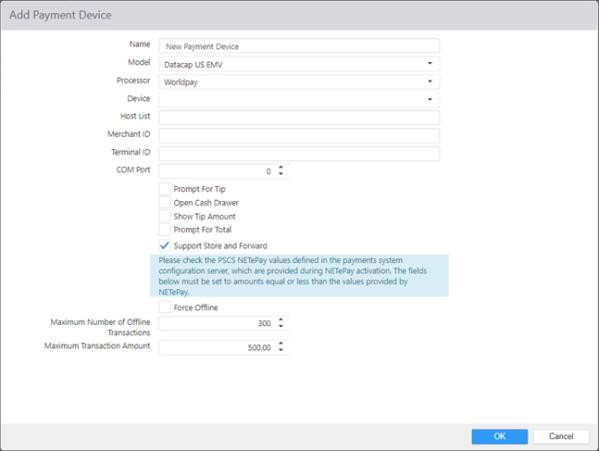 Add Payment Device
Name New Payment Device
Model Datacap US EMV
Processor Worldpay
Device
Host List
Merchant ID
Terminal ID
COM Port 0
Prompt For Tip
Open Cash Drawer
Show Tip Amount
Prompt For Total
Support Store and Forward
Please check the PSCS NETePay values defined in the payments system
configuration server, which are provided during NETePay activation. The fields
below must be set to amounts equal or less than the values provided by
NETePay.
Force Offline
Maximum Number of Offline 300
Transactions
Maximum Transaction Amount 500.00
OK Cancel